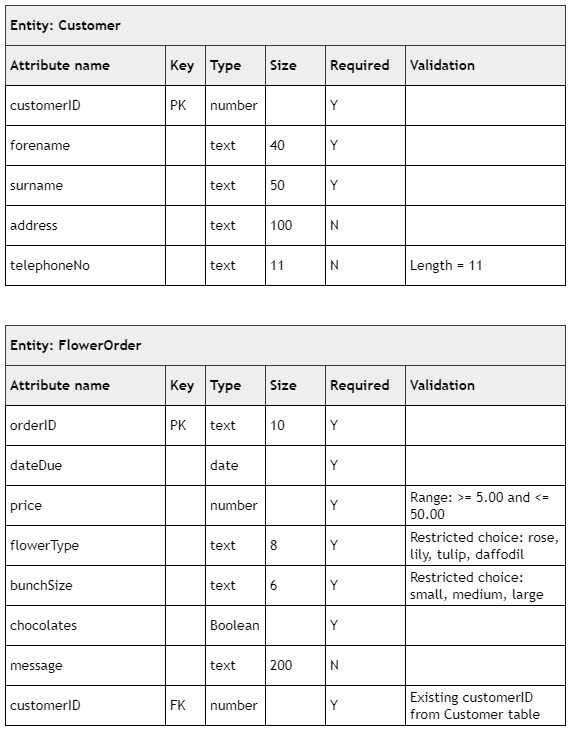 Entity: Customer
Attribute name Key Type Size Required Validation
customerID PK number Y
forename text 40 Y
surname text 50 Y
address text 100 N
telephoneNo text 11 N Length = 11
Entity: FlowerOrder
Attribute name Key Type Size Required Validation
orderID PK text 10 Y
dateDue date Y
price number Y Range: >= 5.00 and <=
50.00
flowerType text 8 Y Restricted choice: rose,
lily, tulip, daffodil
bunchSize text 6 Y Restricted choice:
small, medium, large
chocolates Boolean Y
message text 200 N
customerID FK number Y Existing customerID
from Customer table